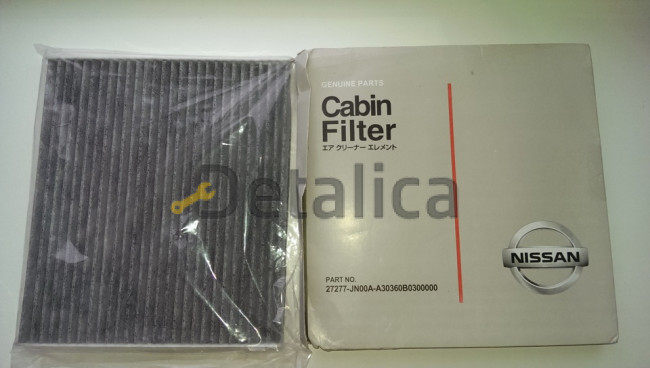 GENUINE PARTS
Cabin
Filter
エア クリーナー エレメント
Detalica
NISSAN
PART NO.
27277-JN00A-A30360B0300000